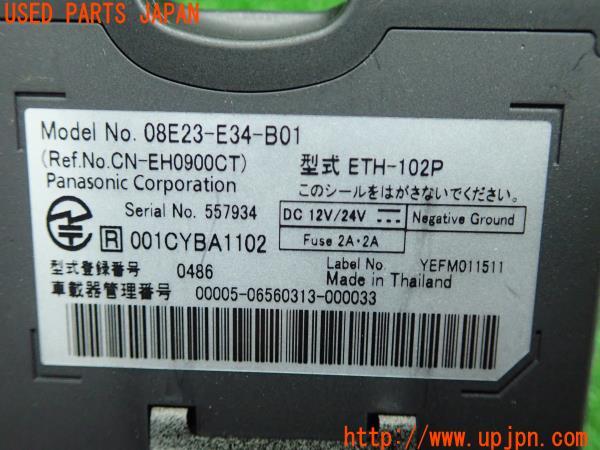 USED PARTS JAPAN
Model No. 08E23-E34-B01
(Ref.No.CN-EH0900CT) 型式 ETH-102P
Panasonic Corporation このシールをはがさないでください。
Serial No. 557934 DC 12V/24V Negative Ground
R 001CYBA1102 Fuse 2A・2A
型式登録番号 0486 Label No. YEFM011511
Made in Thailand
車載器管理番号 00005-06560313-000033
UPJ
http://www.upjpn.com